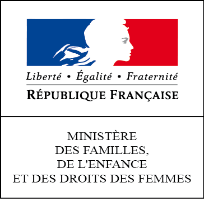 Liberté • Égalité • Fraternité
RÉPUBLIQUE FRANÇAISE
MINISTÈRE
DES FAMILLES,
DE L'ENFANCE
ET DES DROITS DES FEMMES